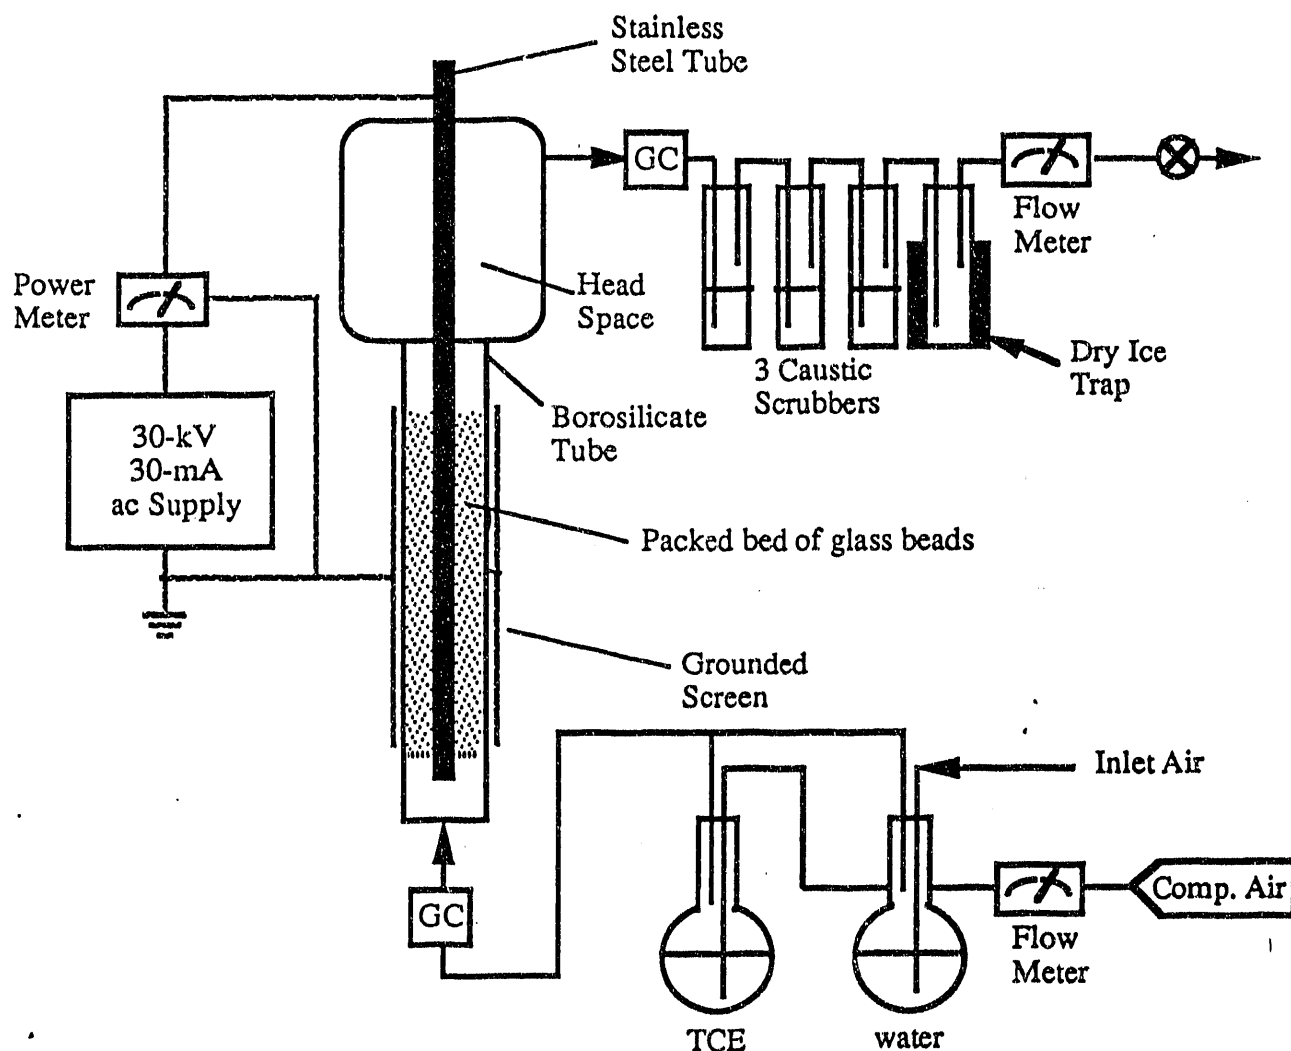 Stainless
Steel Tube
GC
Flow
Meter
Power
Meter
Head
Space
Dry Ice
Trap
3 Caustic
Scrubbers
Borosilicate
Tube
30-kV
30-mA
ac Supply
Packed bed of glass beads
Grounded
Screen
Inlet Air
GC
Comp. Air
Flow
Meter
TCE
water